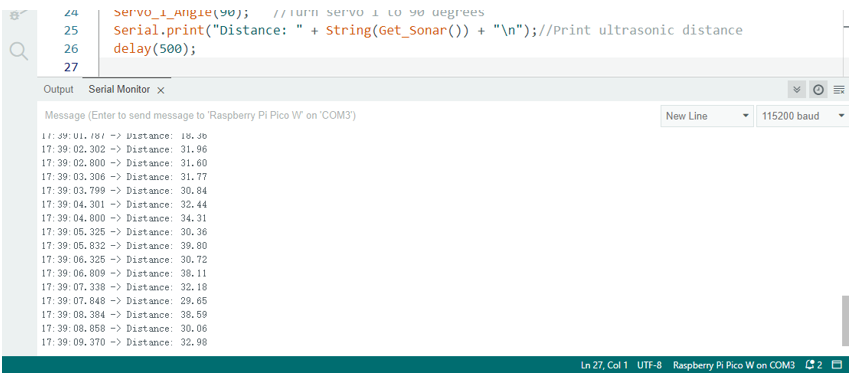 24 Servo_1_Angle(90); //Turn servo 1 to 90 degrees
25 Serial.print("Distance: " + String(Get_Sonar()) + "\n");//Print ultrasonic distance
26 delay(500);
27
Output Serial Monitor ×
Message (Enter to send message to 'Raspberry Pi Pico W' on 'COM3')
New Line 115200 baud
17:39:01.787 -> Distance: 18.36
17:39:02.302 -> Distance: 31.96
17:39:02.800 -> Distance: 31.60
17:39:03.306 -> Distance: 31.77
17:39:03.799 -> Distance: 30.84
17:39:04.301 -> Distance: 32.44
17:39:04.800 -> Distance: 34.31
17:39:05.325 -> Distance: 30.36
17:39:05.832 -> Distance: 39.80
17:39:06.325 -> Distance: 30.72
17:39:06.809 -> Distance: 38.11
17:39:07.338 -> Distance: 32.18
17:39:07.848 -> Distance: 29.65
17:39:08.384 -> Distance: 38.59
17:39:08.858 -> Distance: 30.06
17:39:09.370 -> Distance: 32.98
Ln 27, Col 1 UTF-8 Raspberry Pi Pico W on COM3 2